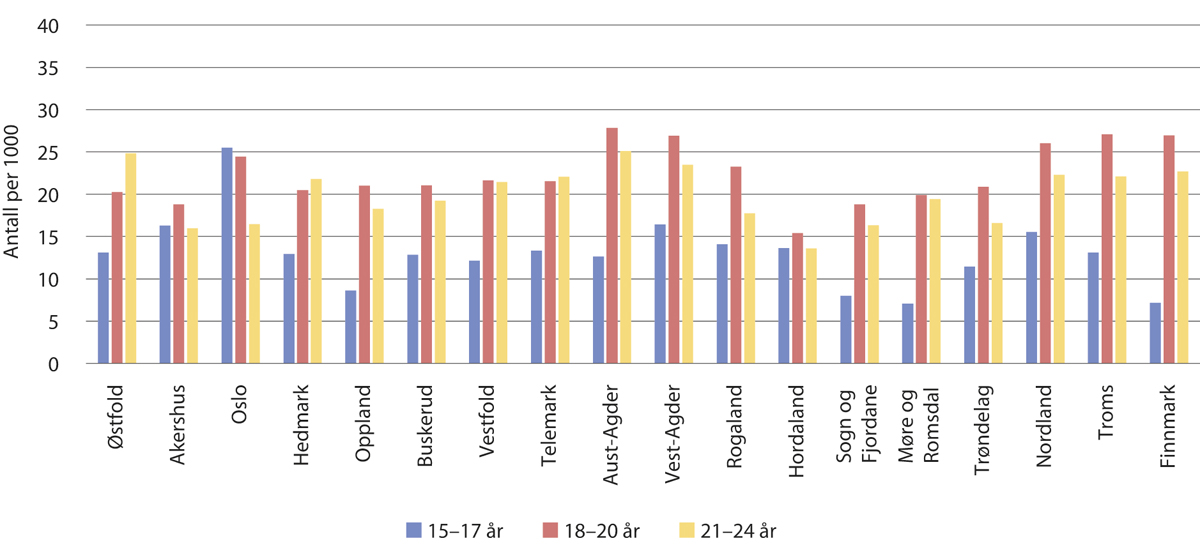 40
35
30
25
20
15
10
5
0
Antall per 1000
Østfold
Akershus
Oslo
Hedmark
Oppland
Buskerud
Vestfold
Telemark
Aust-Agder
Vest-Agder
Rogaland
Hordaland
Sogn og
Fjordane
Møre og
Romsdal
Trøndelag
Nordland
Troms
Finnmark
15–17 år
18–20 år
21–24 år